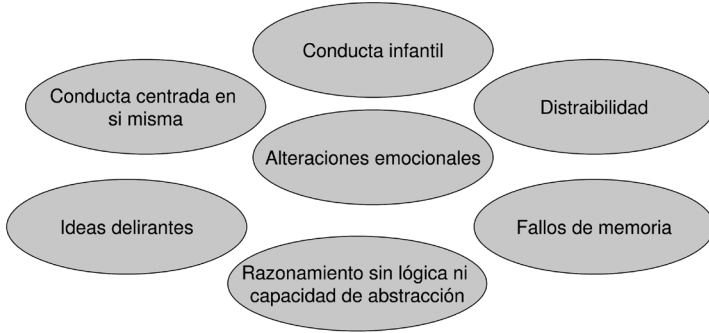 Conducta infantil
Conducta centrada en
si misma
Distraibilidad
Alteraciones emocionales
Ideas delirantes
Fallos de memoria
Razonamiento sin lógica ni
capacidad de abstracción